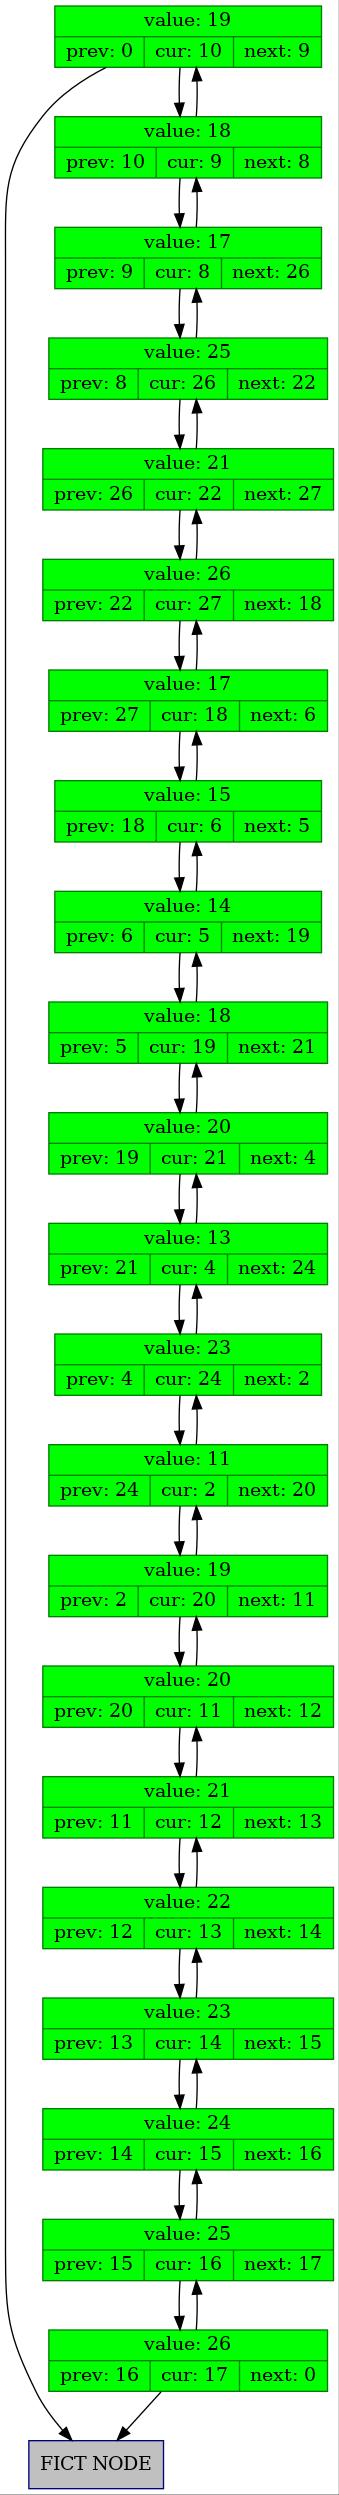 value: 19
prev: 0 cur: 10 next: 9
value: 18
prev: 10 cur: 9 next: 8
value: 17
prev: 9 cur: 8 next: 26
value: 25
prev: 8 cur: 26 next: 22
value: 21
prev: 26 cur: 22 next: 27
value: 26
prev: 22 cur: 27 next: 18
value: 17
prev: 27 cur: 18 next: 6
value: 15
prev: 18 cur: 6 next: 5
value: 14
prev: 6 cur: 5 next: 19
value: 18
prev: 5 cur: 19 next: 21
value: 20
prev: 19 cur: 21 next: 4
value: 13
prev: 21 cur: 4 next: 24
value: 23
prev: 4 cur: 24 next: 2
value: 11
prev: 24 cur: 2 next: 20
value: 19
prev: 2 cur: 20 next: 11
value: 20
prev: 20 cur: 11 next: 12
value: 21
prev: 11 cur: 12 next: 13
value: 22
prev: 12 cur: 13 next: 14
value: 23
prev: 13 cur: 14 next: 15
value: 24
prev: 14 cur: 15 next: 16
value: 25
prev: 15 cur: 16 next: 17
value: 26
prev: 16 cur: 17 next: 0
FICT NODE